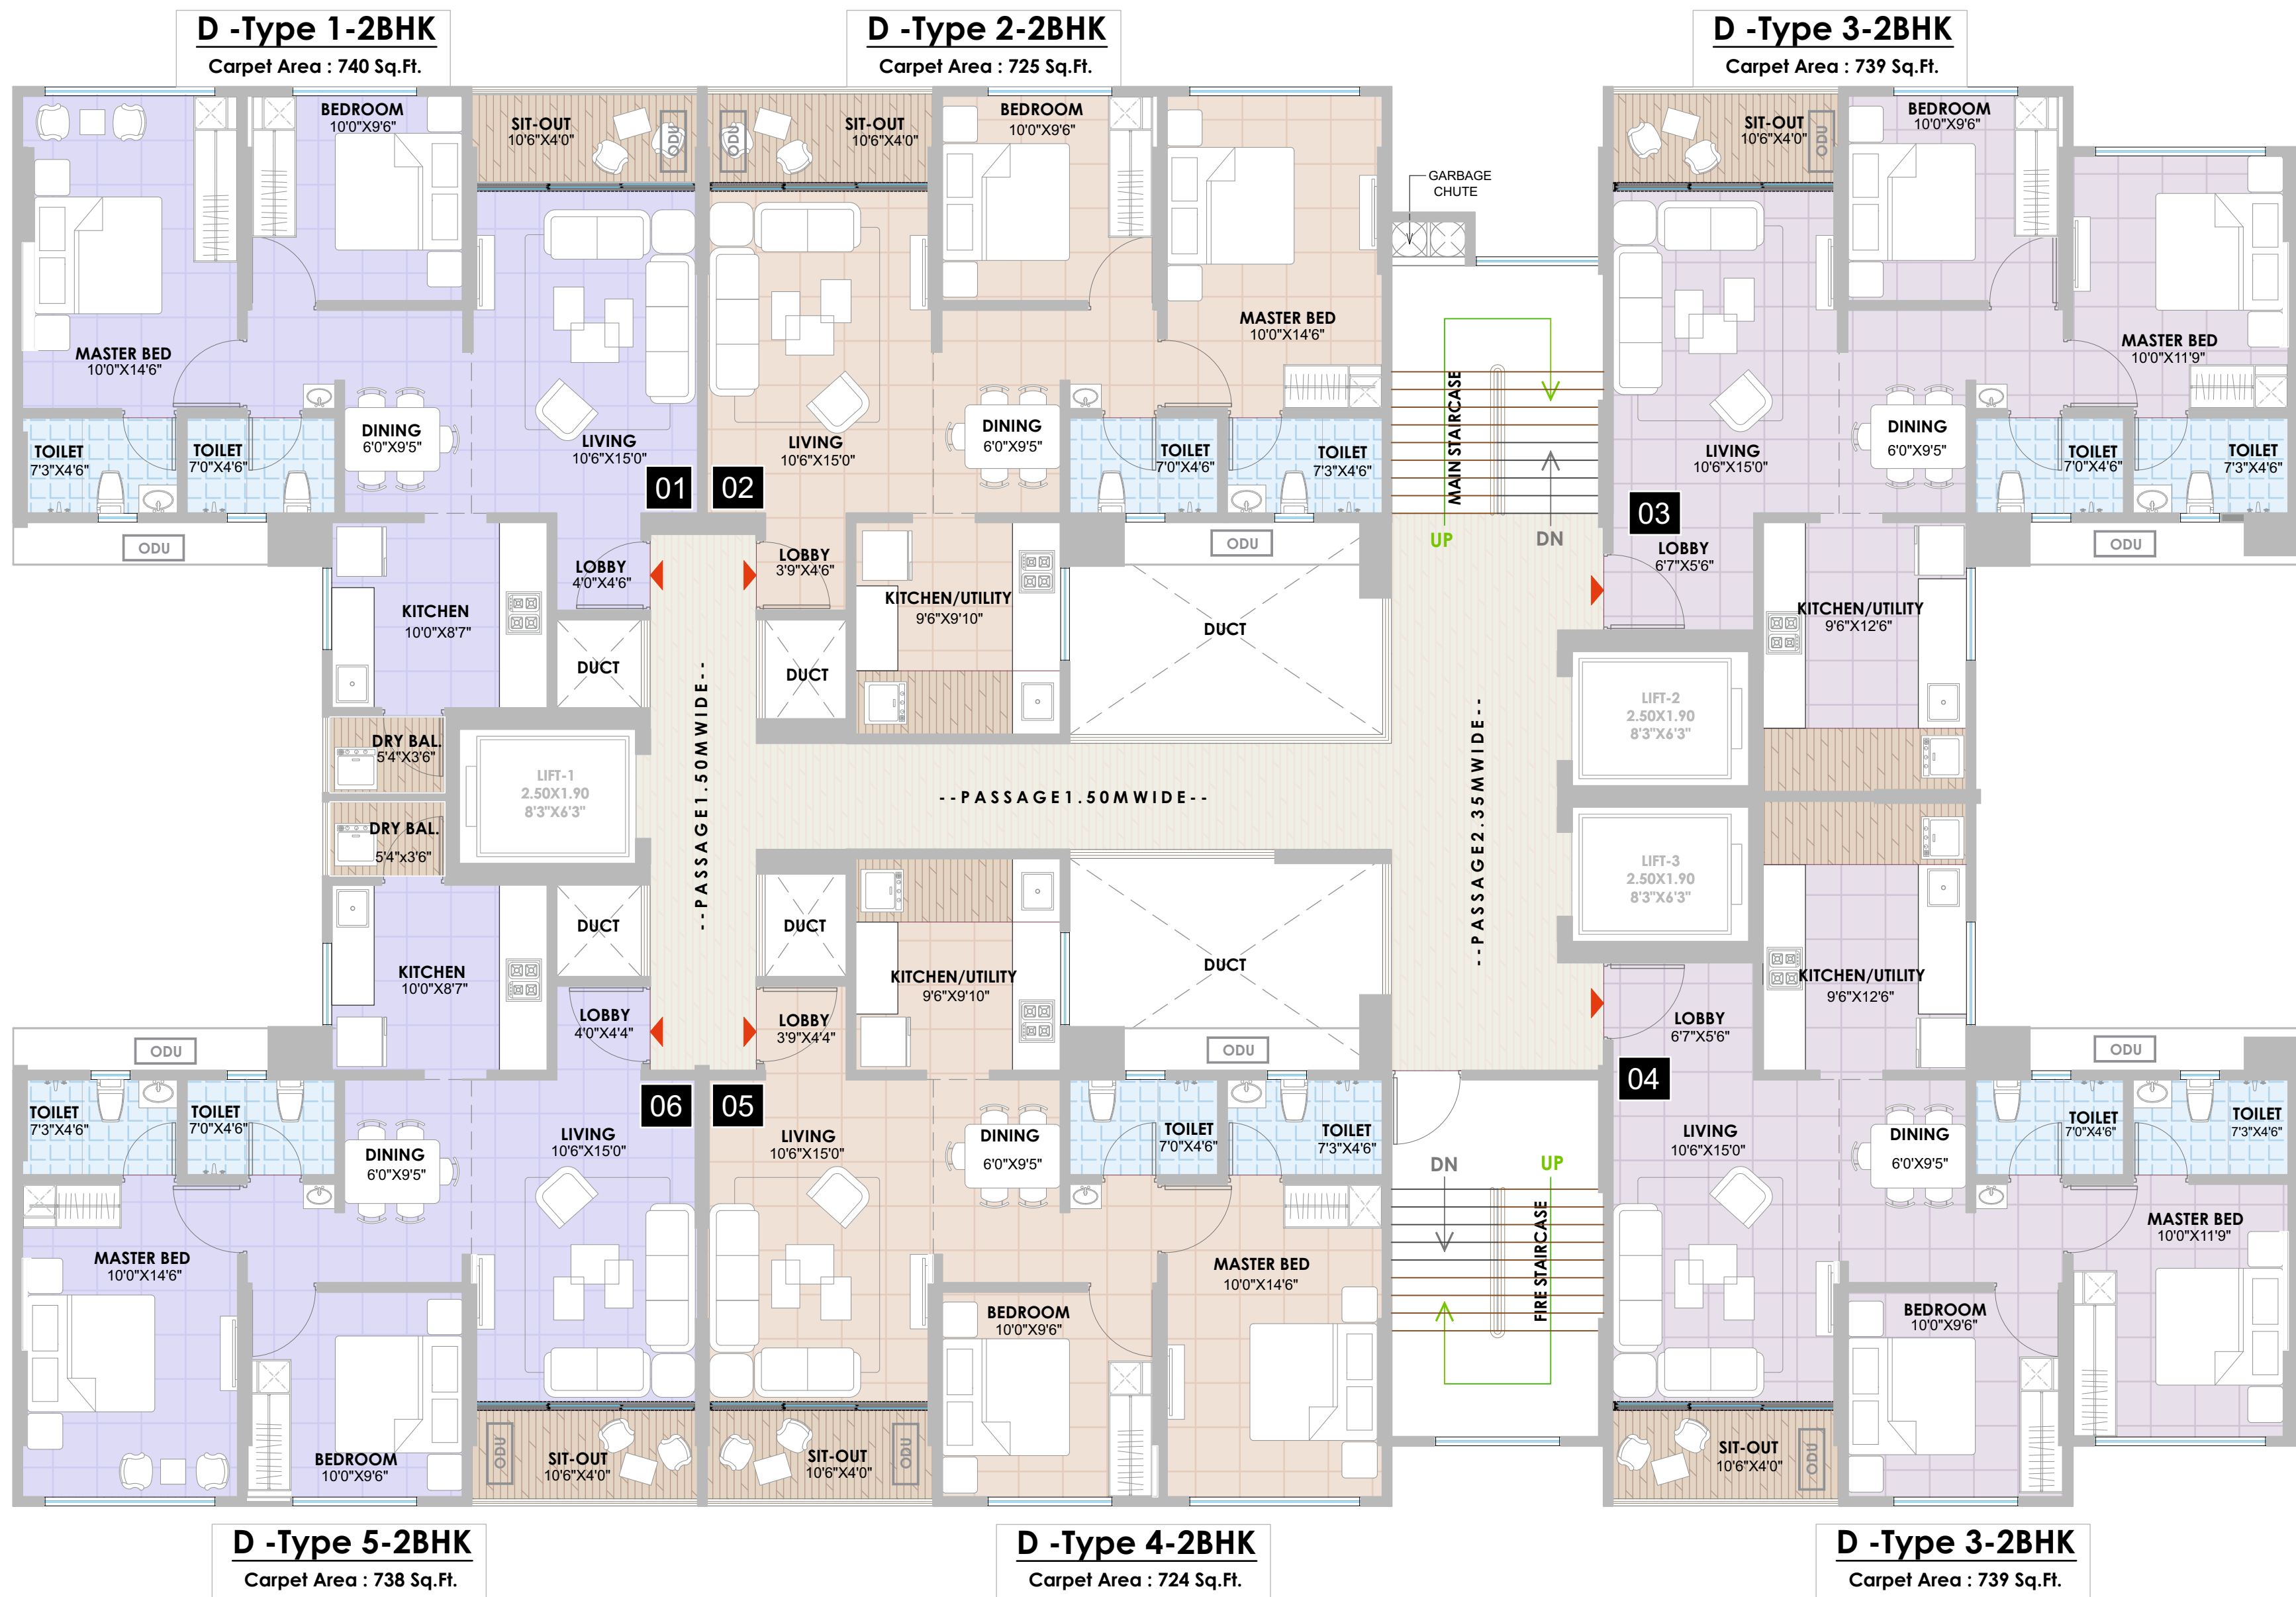 D -Type 1-2BHK
Carpet Area : 740 Sq.Ft.
D -Type 2-2BHK
Carpet Area : 725 Sq.Ft.
D -Type 3-2BHK
Carpet Area : 739 Sq.Ft.
BEDROOM
10'0"X9'6"
SIT-OUT
10'6"X4'0"
ODU
MASTER BED
10'0"X14'6"
TOILET
7'3"X4'6"
TOILET
7'0"X4'6"
DINING
6'0"X9'5"
LIVING
10'6"X15'0"
01
ODU
LOBBY
4'0"X4'6"
KITCHEN
10'0"X8'7"
DUCT
DRY BAL.
5'4"X3'6"
ODU
SIT-OUT
10'6"X4'0"
BEDROOM
10'0"X9'6"
MASTER BED
10'0"X14'6"
LIVING
10'6"X15'0"
DINING
6'0"X9'5"
TOILET
7'0"X4'6"
TOILET
7'3"X4'6"
02
LOBBY
3'9"X4'6"
KITCHEN/UTILITY
9'6"X9'10"
DUCT
ODU
DUCT
GARBAGE
CHUTE
MAIN STAIRCASE
UP
DN
SIT-OUT
10'6"X4'0"
ODU
BEDROOM
10'0"X9'6"
MASTER BED
10'0"X11'9"
LIVING
10'6"X15'0"
DINING
6'0"X9'5"
TOILET
7'0"X4'6"
TOILET
7'3"X4'6"
03
LOBBY
6'7"X5'6"
ODU
KITCHEN/UTILITY
9'6"X12'6"
LIFT-1
2.50X1.90
8'3"X6'3"
--PASSAGE1.50MWIDE--
--PASSAGE1.50MWIDE--
--PASSAGE2.35MWIDE--
LIFT-2
2.50X1.90
8'3"X6'3"
LIFT-3
2.50X1.90
8'3"X6'3"
DRY BAL.
5'4"x3'6"
KITCHEN
10'0"X8'7"
DUCT
LOBBY
4'0"X4'4"
ODU
06
TOILET
7'3"X4'6"
TOILET
7'0"X4'6"
DINING
6'0"X9'5"
LIVING
10'6"X15'0"
MASTER BED
10'0"X14'6"
BEDROOM
10'0"X9'6"
ODU
SIT-OUT
10'6"X4'0"
DUCT
LOBBY
3'9"X4'4"
KITCHEN/UTILITY
9'6"X9'10"
DUCT
ODU
05
LIVING
10'6"X15'0"
DINING
6'0"X9'5"
TOILET
7'0"X4'6"
TOILET
7'3"X4'6"
MASTER BED
10'0"X14'6"
BEDROOM
10'0"X9'6"
SIT-OUT
10'6"X4'0"
ODU
DN
UP
FIRE STAIRCASE
KITCHEN/UTILITY
9'6"X12'6"
LOBBY
6'7"X5'6"
ODU
04
LIVING
10'6"X15'0"
DINING
6'0'X9'5"
TOILET
7'0"X4'6"
TOILET
7'3"X4'6"
MASTER BED
10'0"X11'9"
BEDROOM
10'0"X9'6"
SIT-OUT
10'6"X4'0"
ODU
D -Type 5-2BHK
Carpet Area : 738 Sq.Ft.
D -Type 4-2BHK
Carpet Area : 724 Sq.Ft.
D -Type 3-2BHK
Carpet Area : 739 Sq.Ft.